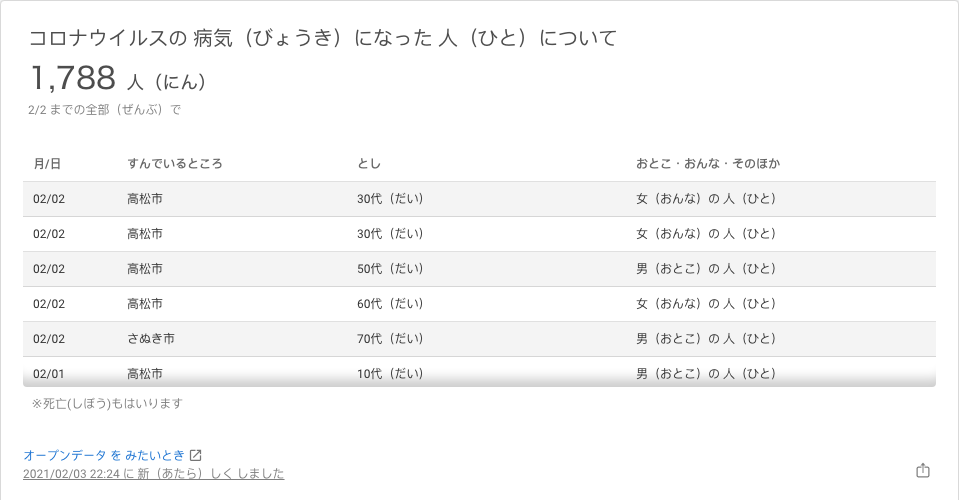 コロナウイルスの 病気（びょうき）になった 人（ひと）について
1,788 人（にん）
2/2 までの全部（ぜんぶ）で
月/日 すんでいるところ とし おとこ・おんな・そのほか
02/02 高松市 30代（だい） 女（おんな）の 人（ひと）
02/02 高松市 30代（だい） 女（おんな）の 人（ひと）
02/02 高松市 50代（だい） 男（おとこ）の 人（ひと）
02/02 高松市 60代（だい） 女（おんな）の 人（ひと）
02/02 さぬき市 70代（だい） 男（おとこ）の 人（ひと）
02/01 高松市 10代（だい） 男（おとこ）の 人（ひと）
※死亡(しぼう)もはいります
オープンデータ を みたいとき
2021/02/03 22:24 に 新（あたら）しく しました